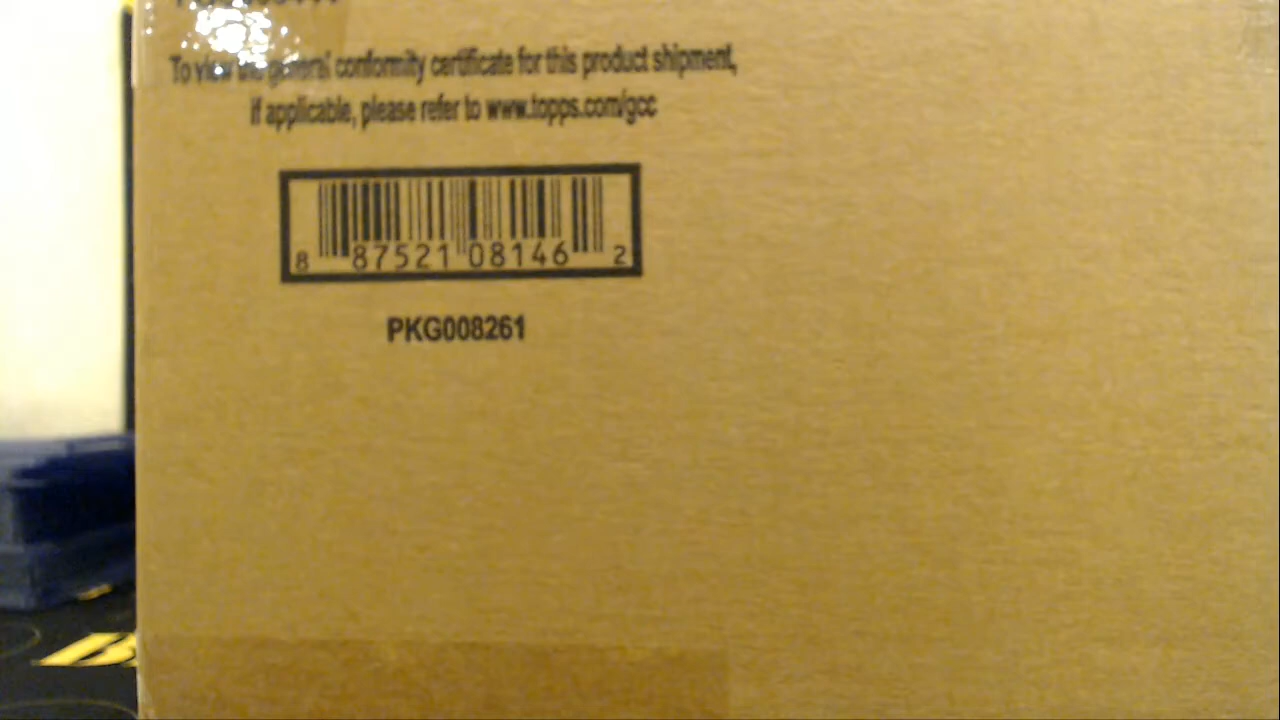 To view the general conformity certificate for this product shipment,
if applicable, please refer to www.topps.com/gcc
8 87521 08146 2
PKG008261